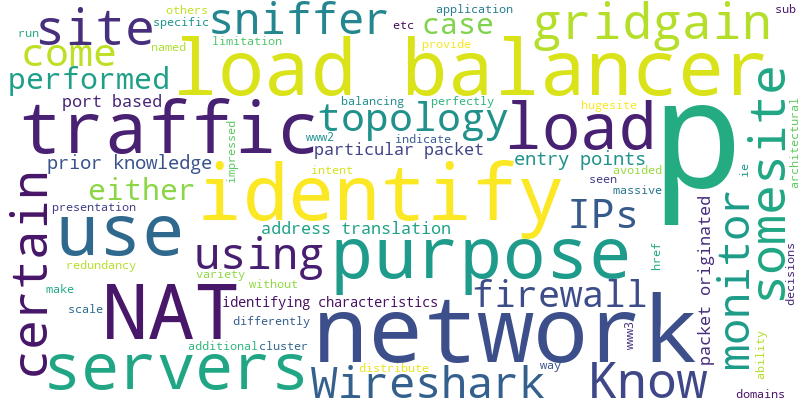 others
application
sub
run
specific
site
sniffer
etc
case
gridgain
named
limitation
provide
come
load balancer
performed
port based
balancing
perfectly
hugesite
traffic
topology
load
p
www2
indicate
particular packet
impressed
architectural
prior knowledge
entry points
avoided
ie
intent
seen
massive
somesite
either
identify
certain
use
presentation
IPs
address translation
monitor
packet originated
using
purpose
href
decisions
redundancy
variety
without
make
NAT
identifying characteristics
firewall
scale
differently
network
www3
ability
additional
cluster
servers
distribute
way
Wireshark
Know
domains